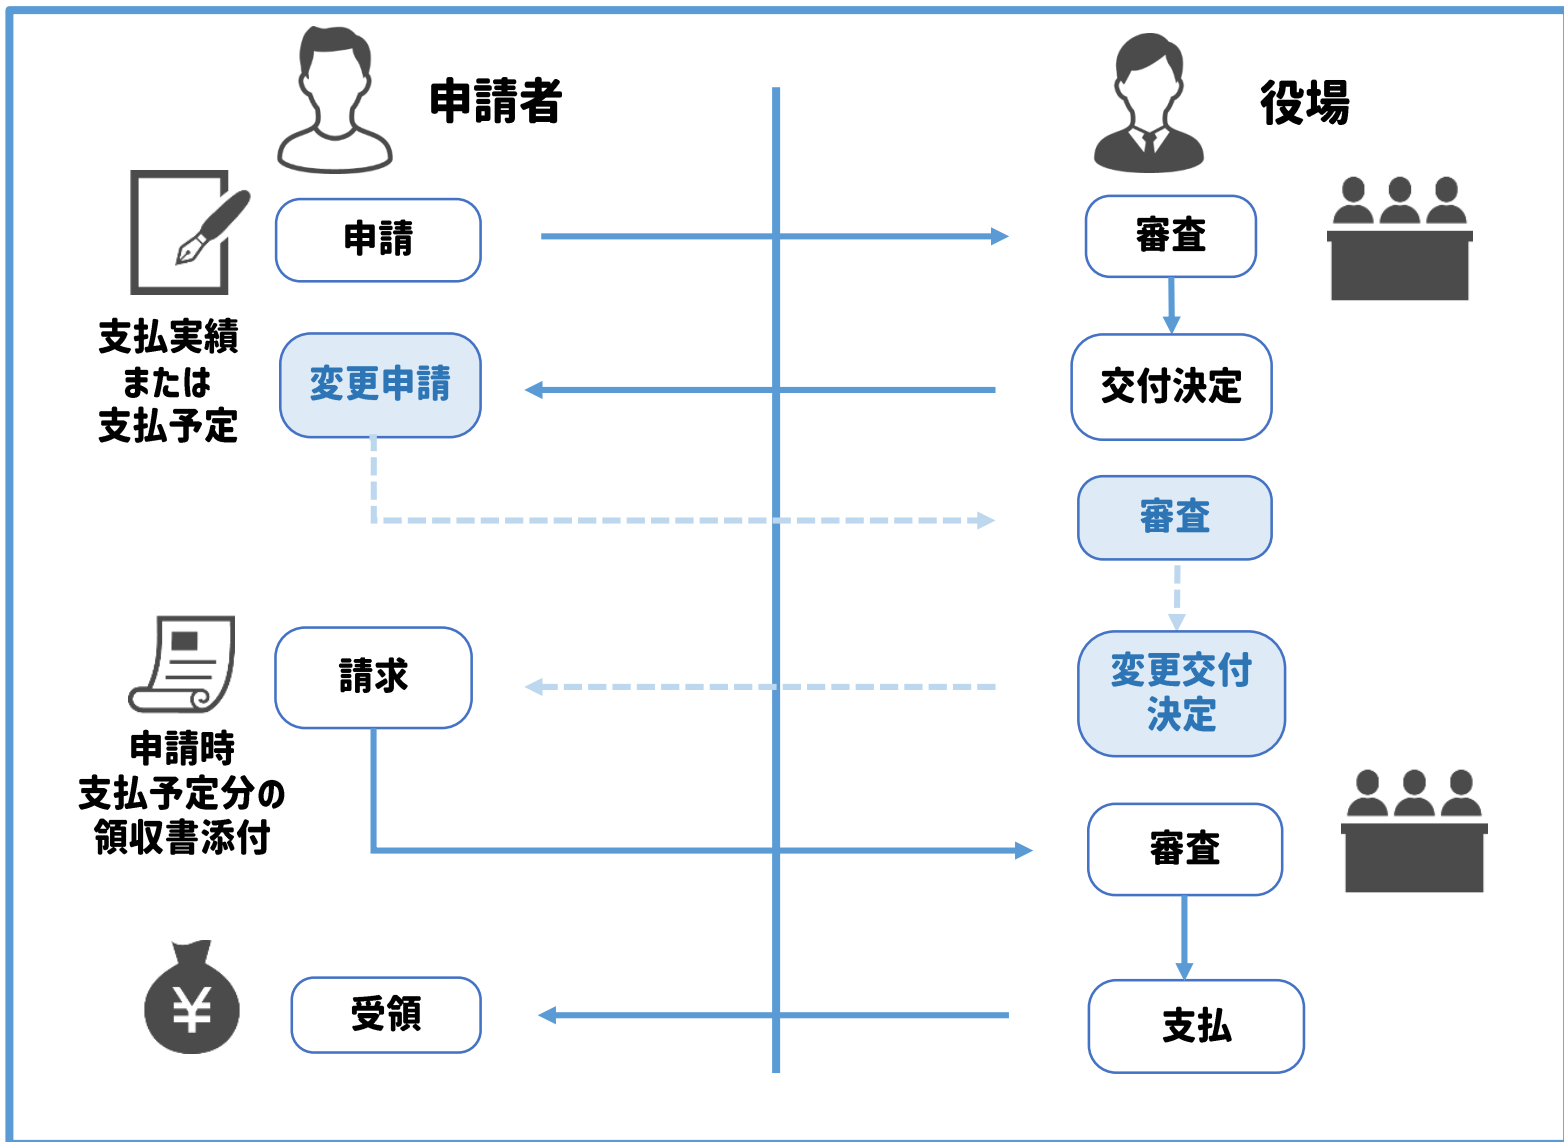 申請者
役場
申請
審査
支払実績
または
支払予定
変更申請
交付決定
審査
請求
変更交付
決定
申請時
支払予定分の
領収書添付
審査
¥
受領
支払